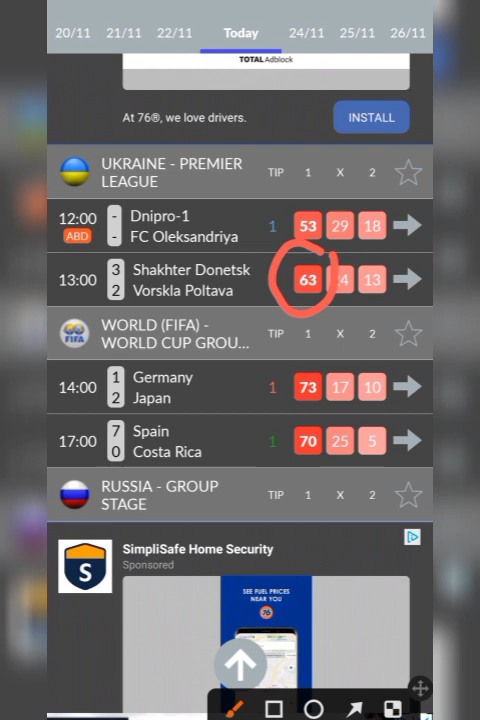 20/11 21/11 22/11 Today 24/11 25/11 26/11
TOTAL Adblock
At 76®, we love drivers. INSTALL
UKRAINE - PREMIER LEAGUE TIP 1 X 2
12:00 ABD - Dnipro-1 - FC Oleksandriya 1 53 29 18
13:00 3 Shakhter Donetsk 2 Vorskla Poltava 63 24 13
WORLD (FIFA) - WORLD CUP GROU... TIP 1 X 2
14:00 1 Germany 2 Japan 1 73 17 10
17:00 7 Spain 0 Costa Rica 1 70 25 5
RUSSIA - GROUP STAGE TIP 1 X 2
S SimpliSafe Home Security
Sponsored
SEE FUEL PRICES
NEAR YOU
76